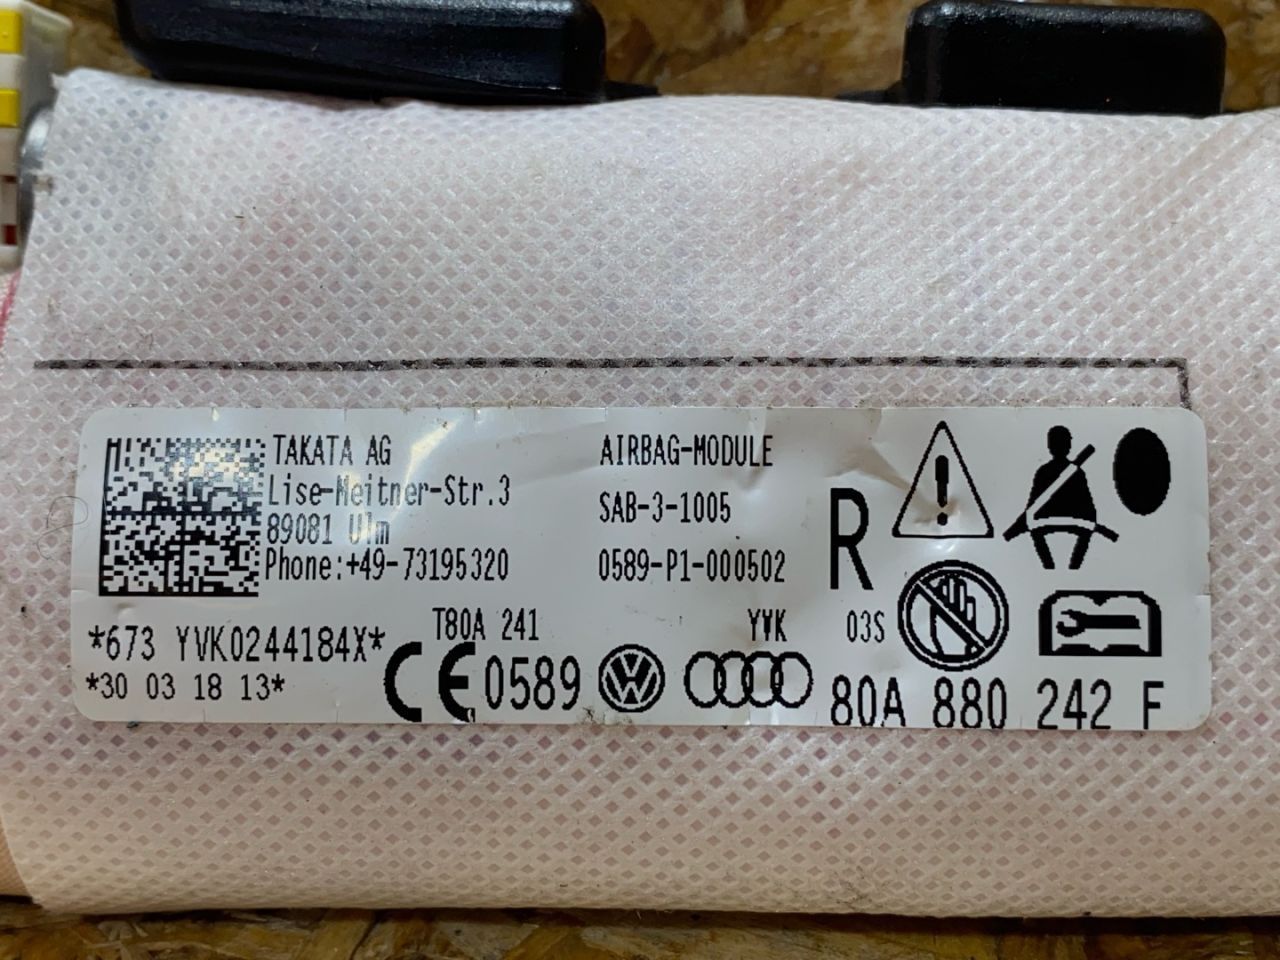 TAKATA AG
Lise-Meitner-Str.3
89081 Ulm
Phone:+49-73195320
AIRBAG-MODULE
SAB-3-1005
0589-P1-000502
R
T80A 241
YVK
03S
*673 YVK0244184X*
*30 03 18 13*
CE 0589
80A 880 242 F